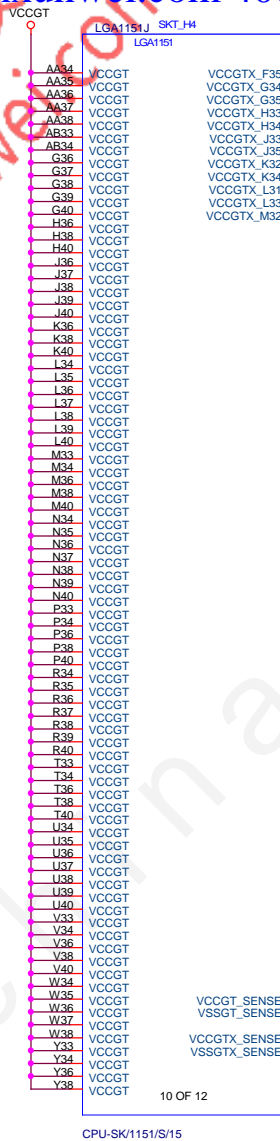 VCCGT
LGA1151J SKT_H4
LGA1151
AA34 VCCGT VCCGTX_F35
AA35 VCCGT VCCGTX_G34
AA36 VCCGT VCCGTX_G35
AA37 VCCGT VCCGTX_H33
AA38 VCCGT VCCGTX_H34
AB33 VCCGT VCCGTX_J33
AB34 VCCGT VCCGTX_J35
G36 VCCGT VCCGTX_K32
G37 VCCGT VCCGTX_K34
G38 VCCGT VCCGTX_L31
G39 VCCGT VCCGTX_L33
G40 VCCGT VCCGTX_M32
H36 VCCGT
H38 VCCGT
H40 VCCGT
J36 VCCGT
J37 VCCGT
J38 VCCGT
J39 VCCGT
J40 VCCGT
K36 VCCGT
K38 VCCGT
K40 VCCGT
L34 VCCGT
L35 VCCGT
L36 VCCGT
L37 VCCGT
L38 VCCGT
L39 VCCGT
L40 VCCGT
M33 VCCGT
M34 VCCGT
M36 VCCGT
M38 VCCGT
M40 VCCGT
N34 VCCGT
N35 VCCGT
N36 VCCGT
N37 VCCGT
N38 VCCGT
N39 VCCGT
N40 VCCGT
P33 VCCGT
P34 VCCGT
P36 VCCGT
P38 VCCGT
P40 VCCGT
R34 VCCGT
R35 VCCGT
R36 VCCGT
R37 VCCGT
R38 VCCGT
R39 VCCGT
R40 VCCGT
T33 VCCGT
T34 VCCGT
T36 VCCGT
T38 VCCGT
T40 VCCGT
U34 VCCGT
U35 VCCGT
U36 VCCGT
U37 VCCGT
U38 VCCGT
U39 VCCGT
U40 VCCGT
V33 VCCGT
V34 VCCGT
V36 VCCGT
V38 VCCGT
V40 VCCGT
W34 VCCGT
W35 VCCGT VCCGT_SENSE
W36 VCCGT VSSGT_SENSE
W37 VCCGT
W38 VCCGT VCCGTX_SENSE
Y33 VCCGT VSSGTX_SENSE
Y34 VCCGT
Y36 VCCGT
Y38 VCCGT
10 OF 12
CPU-SK/1151/S/15